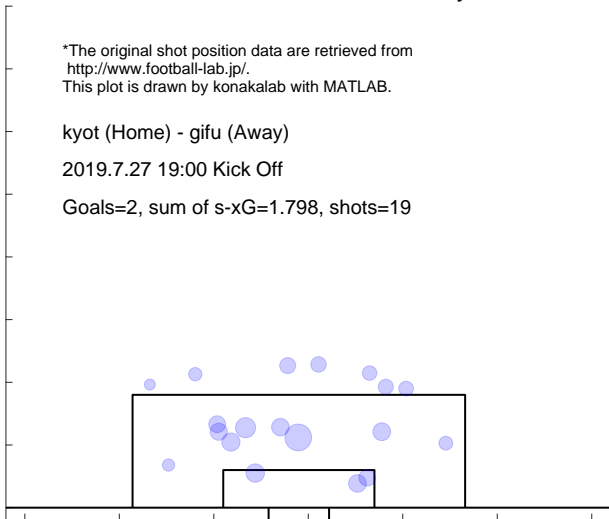 *The original shot position data are retrieved from
http://www.football-lab.jp/.
This plot is drawn by konakalab with MATLAB.
kyot (Home) - gifu (Away)
2019.7.27 19:00 Kick Off
Goals=2, sum of s-xG=1.798, shots=19